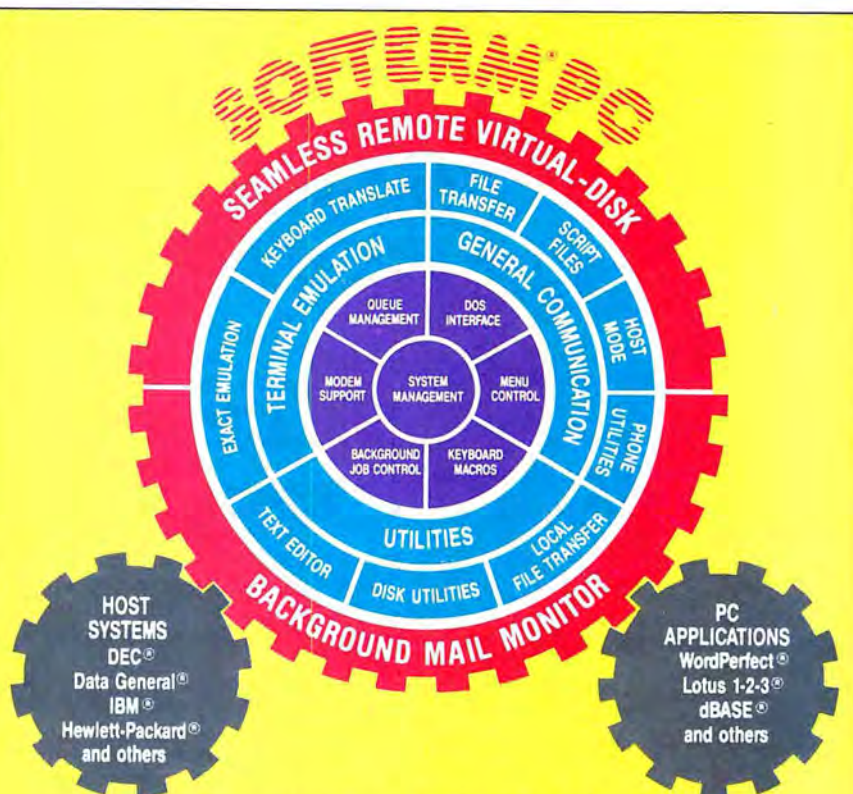 SOFTERM® PC
SEAMLESS REMOTE VIRTUAL-DISK
KEYBOARD TRANSLATE
FILE
TRANSFER
SCRIPT
FILES
HOST
MODE
PHONE
UTILITIES
EXACT EMULATION
TERMINAL EMULATION
GENERAL COMMUNICATION
QUEUE
MANAGEMENT
DOS
INTERFACE
MODEM
SUPPORT
SYSTEM
MANAGEMENT
MENU
CONTROL
BACKGROUND
JOB CONTROL
KEYBOARD
MACROS
UTILITIES
TEXT EDITOR
DISK UTILITIES
LOCAL
FILE TRANSFER
BACKGROUND MAIL MONITOR
HOST
SYSTEMS
DEC®
Data General®
IBM®
Hewlett-Packard®
and others
PC
APPLICATIONS
WordPerfect®
Lotus 1-2-3®
dBASE®
and others